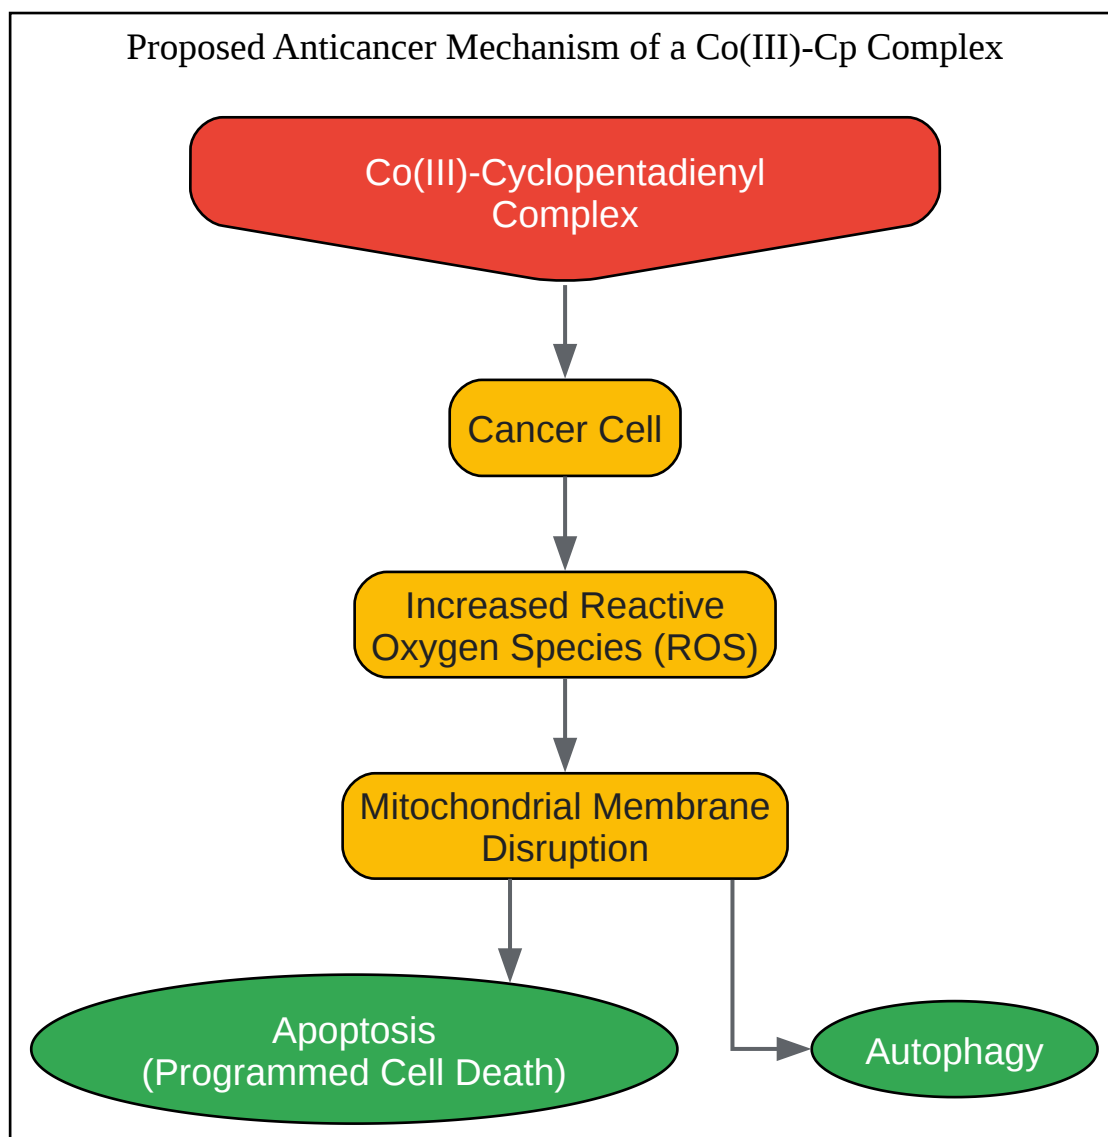 Proposed Anticancer Mechanism of a Co(III)-Cp Complex
Co(III)-Cyclopentadienyl
Complex
Cancer Cell
Increased Reactive
Oxygen Species (ROS)
Mitochondrial Membrane
Disruption
Apoptosis
(Programmed Cell Death)
Autophagy